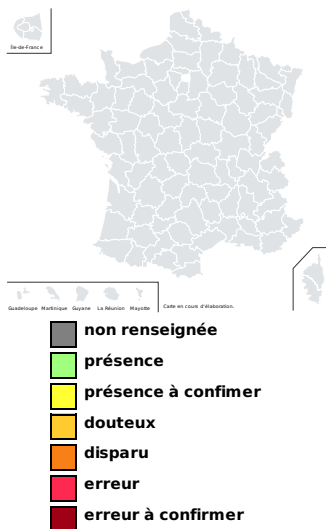 Île-de-France
Guadeloupe Martinique Guyane La Réunion Mayotte Carte en cours d'élaboration.
non renseignée
présence
présence à confimer
douteux
disparu
erreur
erreur à confirmer